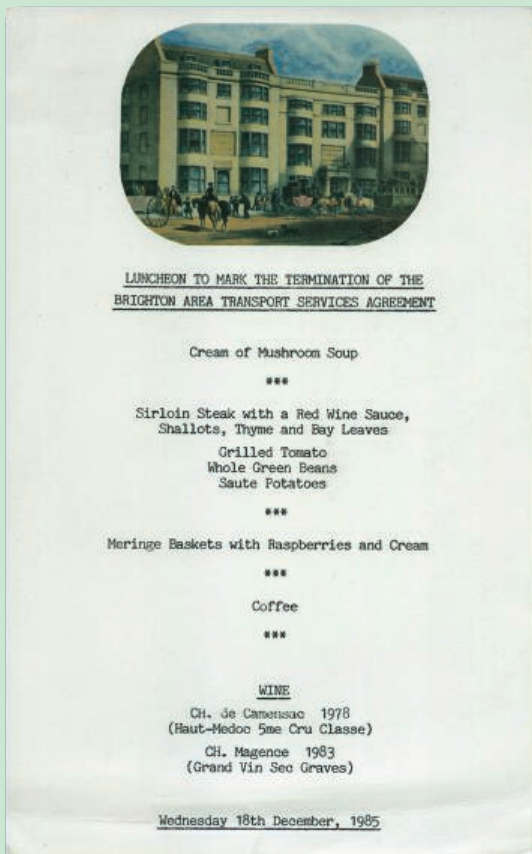 LUNCHEON TO MARK THE TERMINATION OF THE
BRIGHTON AREA TRANSPORT SERVICES AGREEMENT
Cream of Mushroom Soup
***
Sirloin Steak with a Red Wine Sauce,
Shallots, Thyme and Bay Leaves
Grilled Tomato
Whole Green Beans
Saute Potatoes
***
Meringe Baskets with Raspberries and Cream
***
Coffee
***
WINE
CH. de Camensac 1978
(Haut-Medoc 5me Cru Classe)
CH. Magence 1983
(Grand Vin Sec Graves)
Wednesday 18th December, 1985